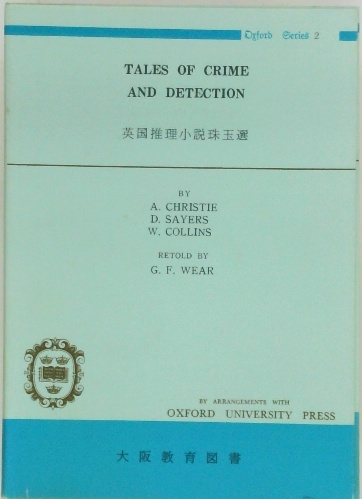 Oxford Series 2
TALES OF CRIME
AND DETECTION
英国推理小説珠玉選
BY
A. CHRISTIE
D. SAYERS
W. COLLINS
RETOLD BY
G. F. WEAR
BY ARRANGEMENTS WITH
OXFORD UNIVERSITY PRESS
大阪教育図書